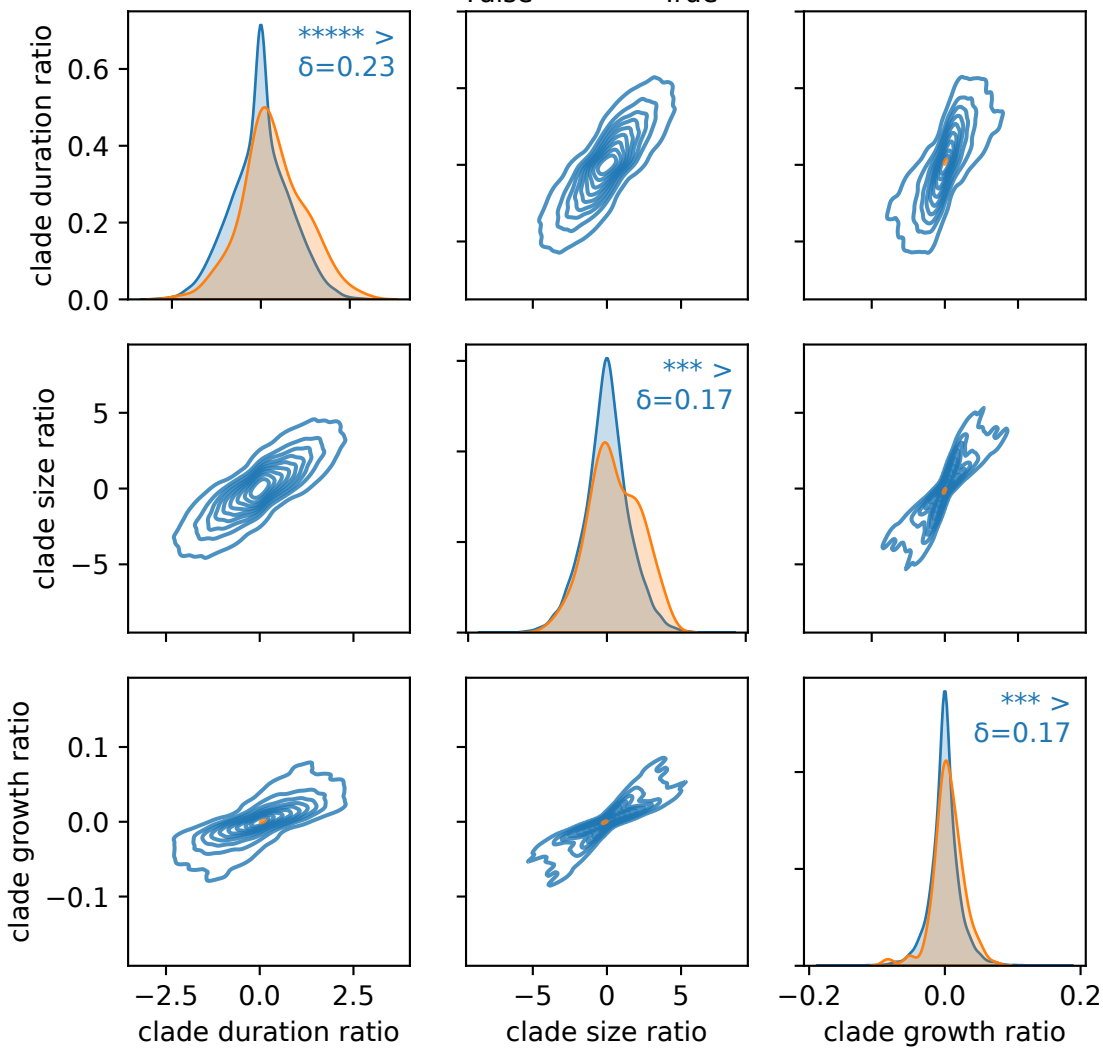 ***** >
δ=0.23
clade duration ratio
0.6
0.4
0.2
0.0
*** >
δ=0.17
clade size ratio
5
0
−5
*** >
δ=0.17
clade growth ratio
0.1
0.0
−0.1
−2.5 0.0 2.5 −5 0 5 −0.2 0.0 0.2
clade duration ratio clade size ratio clade growth ratio